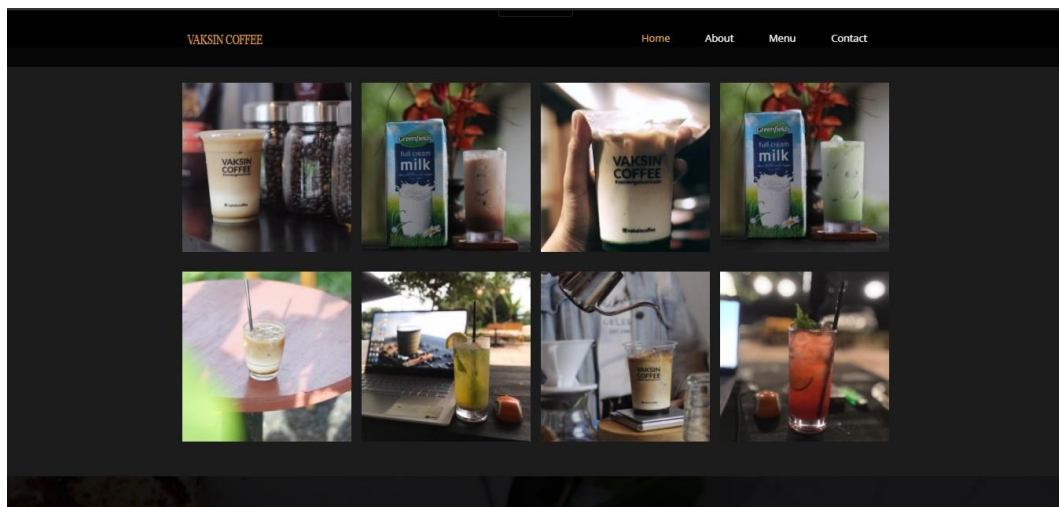 VAKSIN COFFEE
Home About Menu Contact
VAKSIN
COFFEE
Greenfields
full cream
milk
VAKSIN
COFFEE
Greenfields
full cream
milk
VAKSIN
COFFEE